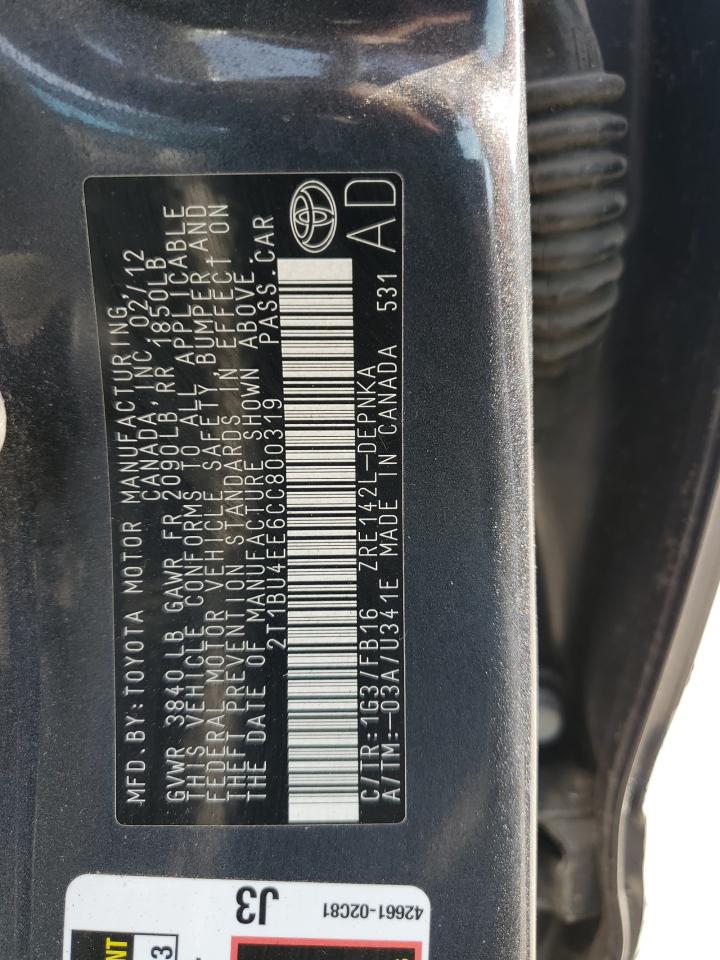 MFD.BY:TOYOTA MOTOR MANUFACTURING,
CANADA INC.02/12
GVWR 3840LB GAWR FR 2090LB RR 1850LB
THIS VEHICLE CONFORMS TO ALL APPLICABLE
FEDERAL MOTOR VEHICLE SAFETY, BUMPER AND
THEFT PREVENTION STANDARDS IN EFFECT ON
THE DATE OF MANUFACTURE SHOWN ABOVE.
2T1BU4EE6CC800319 PASS.CAR
C/TR:1G3/FB16 ZRE142L-DEPNKA
A/TM:-03A/U341E MADE IN CANADA 531
AD
J3
42661-02C81
3